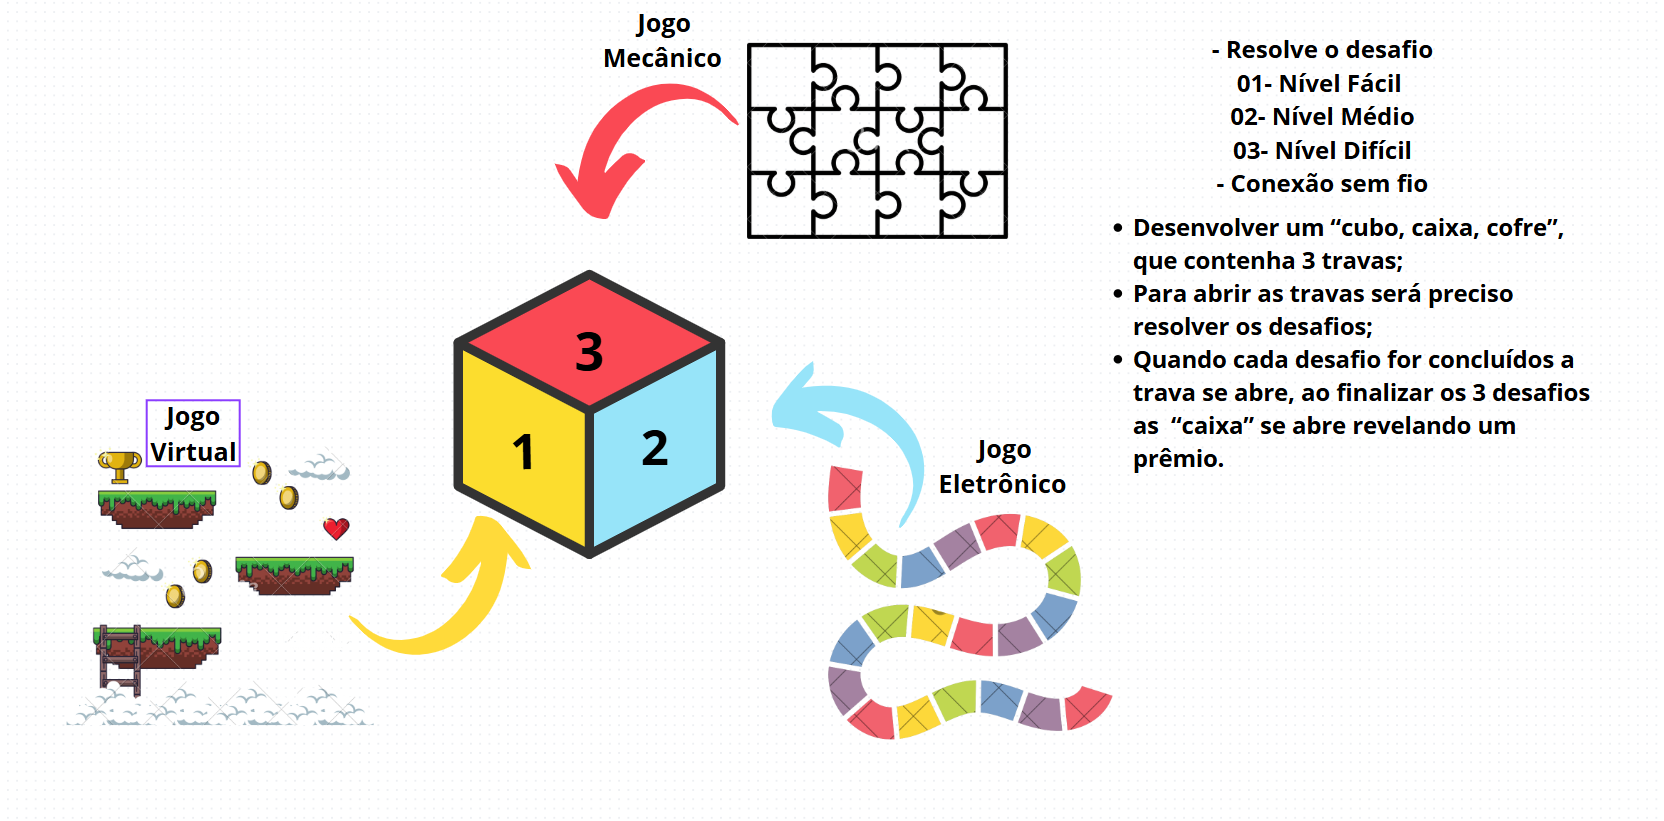 Jogo
Mecânico
- Resolve o desafio
01- Nível Fácil
02- Nível Médio
03- Nível Difícil
- Conexão sem fio
• Desenvolver um “cubo, caixa, cofre”,
que contenha 3 travas;
• Para abrir as travas será preciso
resolver os desafios;
• Quando cada desafio for concluídos a
trava se abre, ao finalizar os 3 desafios
as “caixa” se abre revelando um
prêmio.
3
1
2
Jogo
Virtual
Jogo
Eletrônico